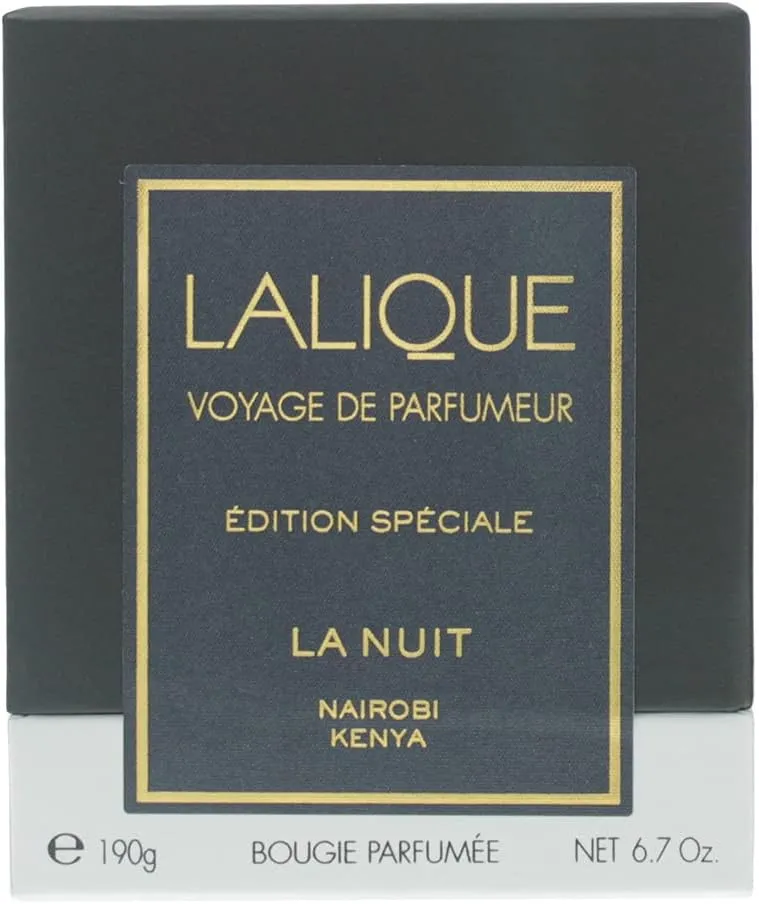 LALIQUE
VOYAGE DE PARFUMEUR
ÉDITION SPÉCIALE
LA NUIT
NAIROBI
KENYA
℮ 190g BOUGIE PARFUMÉE NET 6.7 Oz.